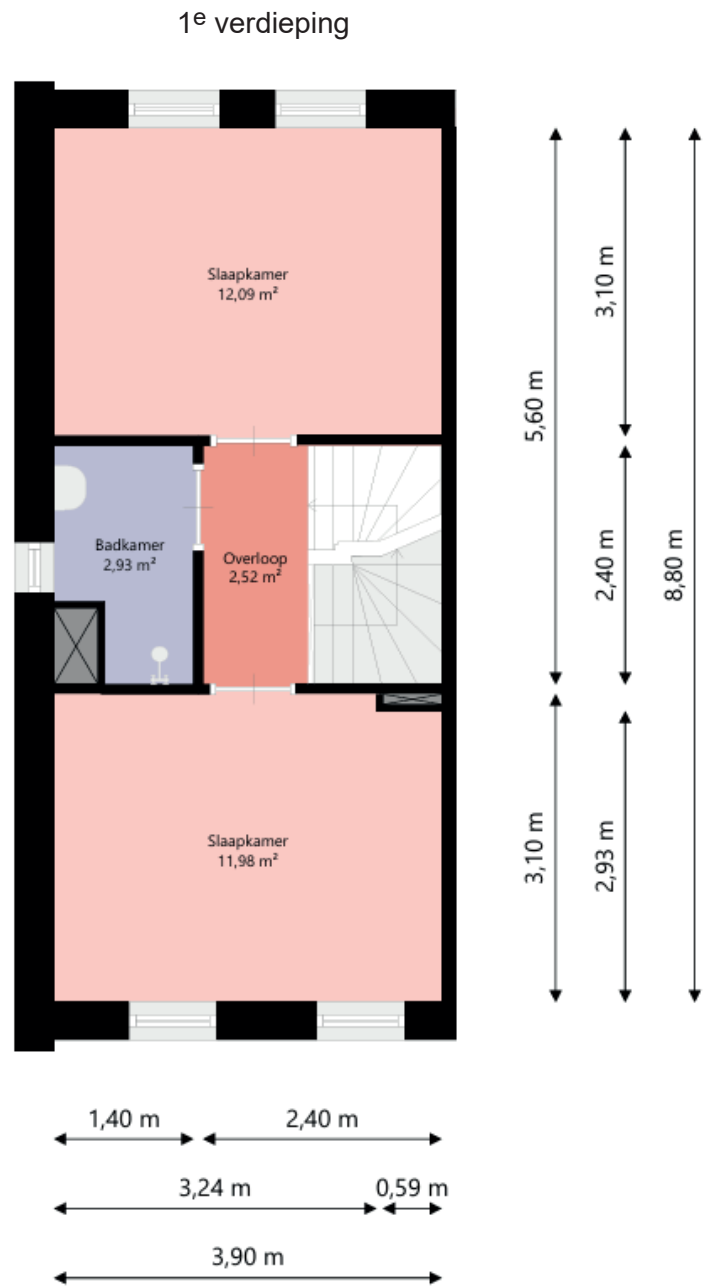 1e verdieping
Slaapkamer
12,09 m²
3,10 m
5,60 m
Badkamer
2,93 m²
Overloop
2,52 m²
2,40 m
8,80 m
Slaapkamer
11,98 m²
3,10 m
2,93 m
1,40 m
2,40 m
3,24 m
0,59 m
3,90 m